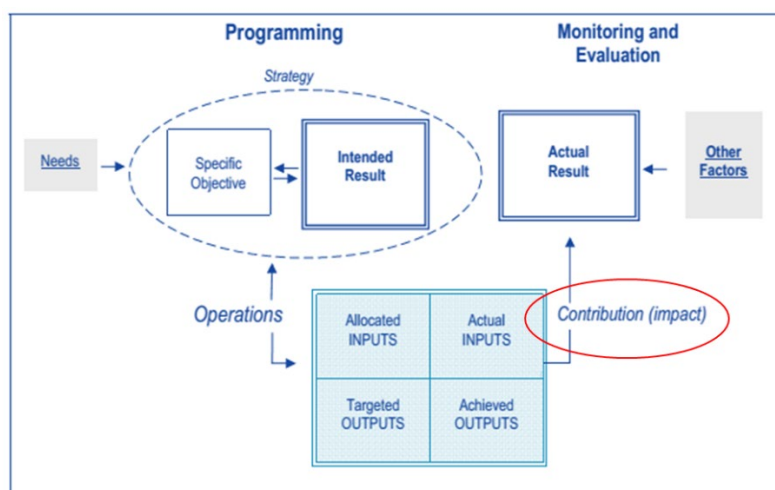 Programming
Monitoring and
Evaluation
Strategy
Needs
Specific
Objective
Intended
Result
Actual
Result
Other
Factors
Operations
Allocated
INPUTS
Actual
INPUTS
Contribution (impact)
Targeted
OUTPUTS
Achieved
OUTPUTS